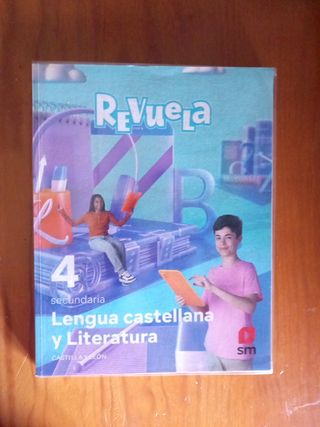 REVUELA
B
4
secundaria
Lengua castellana
y Literatura
CASTILLA Y LEÓN
sm